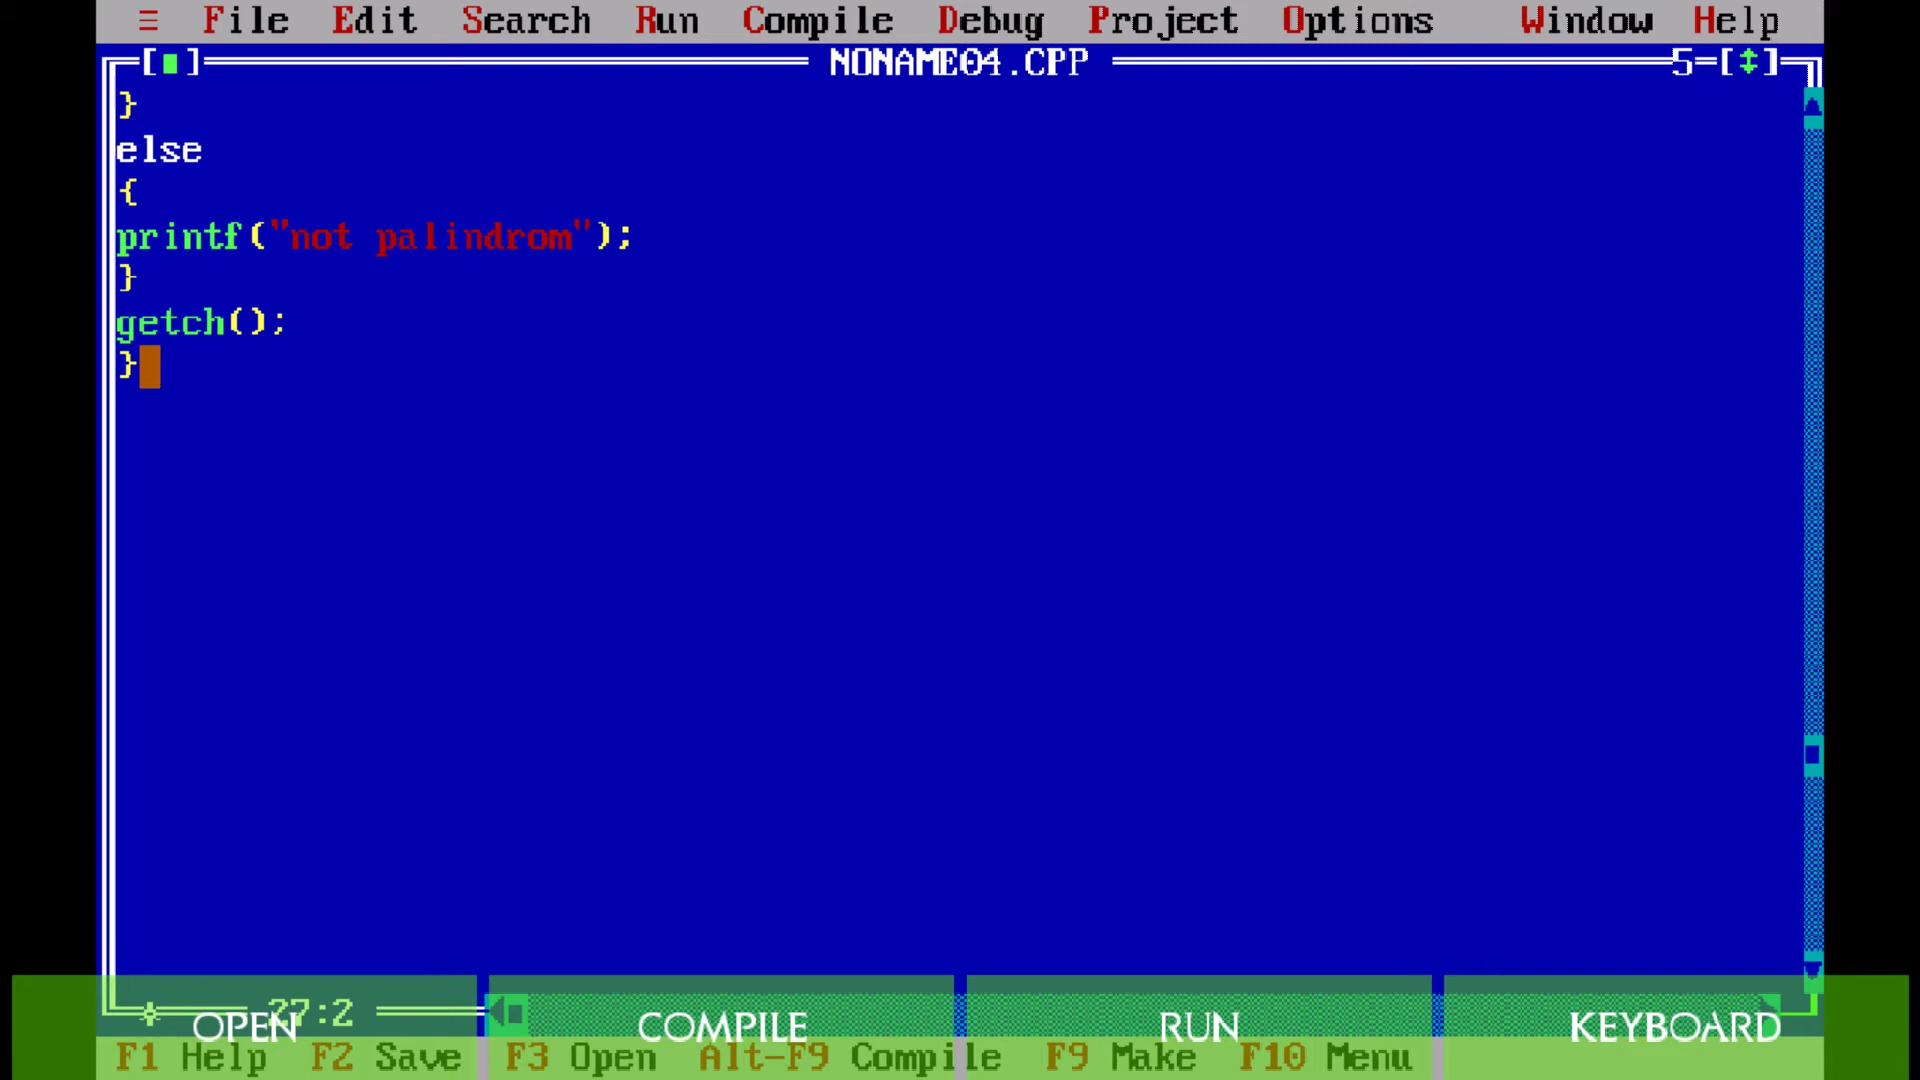 ≡ File Edit Search Run Compile Debug Project Options Window Help
[■] NONAME04.CPP 5=[↕]
}
else
{
printf("not palindrom");
}
getch();
}
27:2
OPEN COMPILE RUN KEYBOARD
F1 Help F2 Save F3 Open Alt-F9 Compile F9 Make F10 Menu